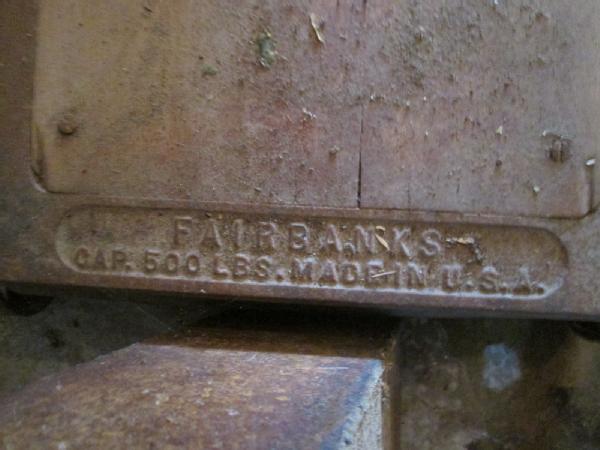 FAIRBANKS
CAP. 500 LBS. MADE IN U.S.A.